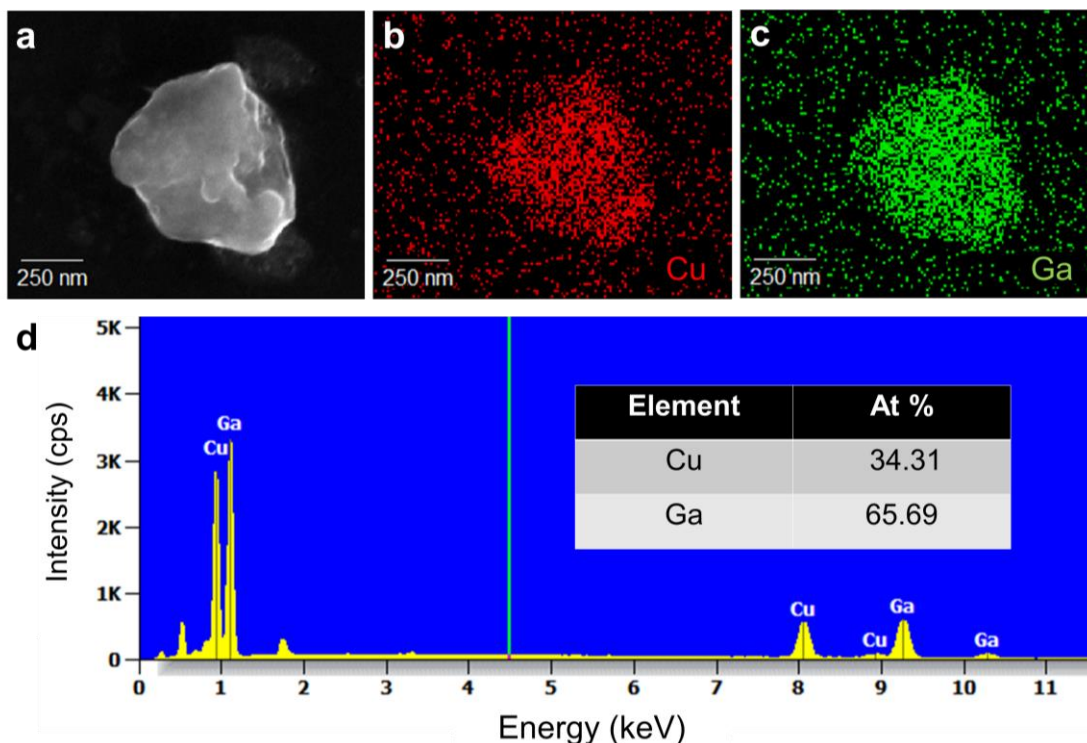 a
250 nm
b
250 nm
Cu
c
250 nm
Ga
d
5K
4K
3K
2K
1K
0
Intensity (cps)
Cu
Ga
Element At %
Cu 34.31
Ga 65.69
Cu
Cu
Ga
Ga
0 1 2 3 4 5 6 7 8 9 10 11
Energy (keV)